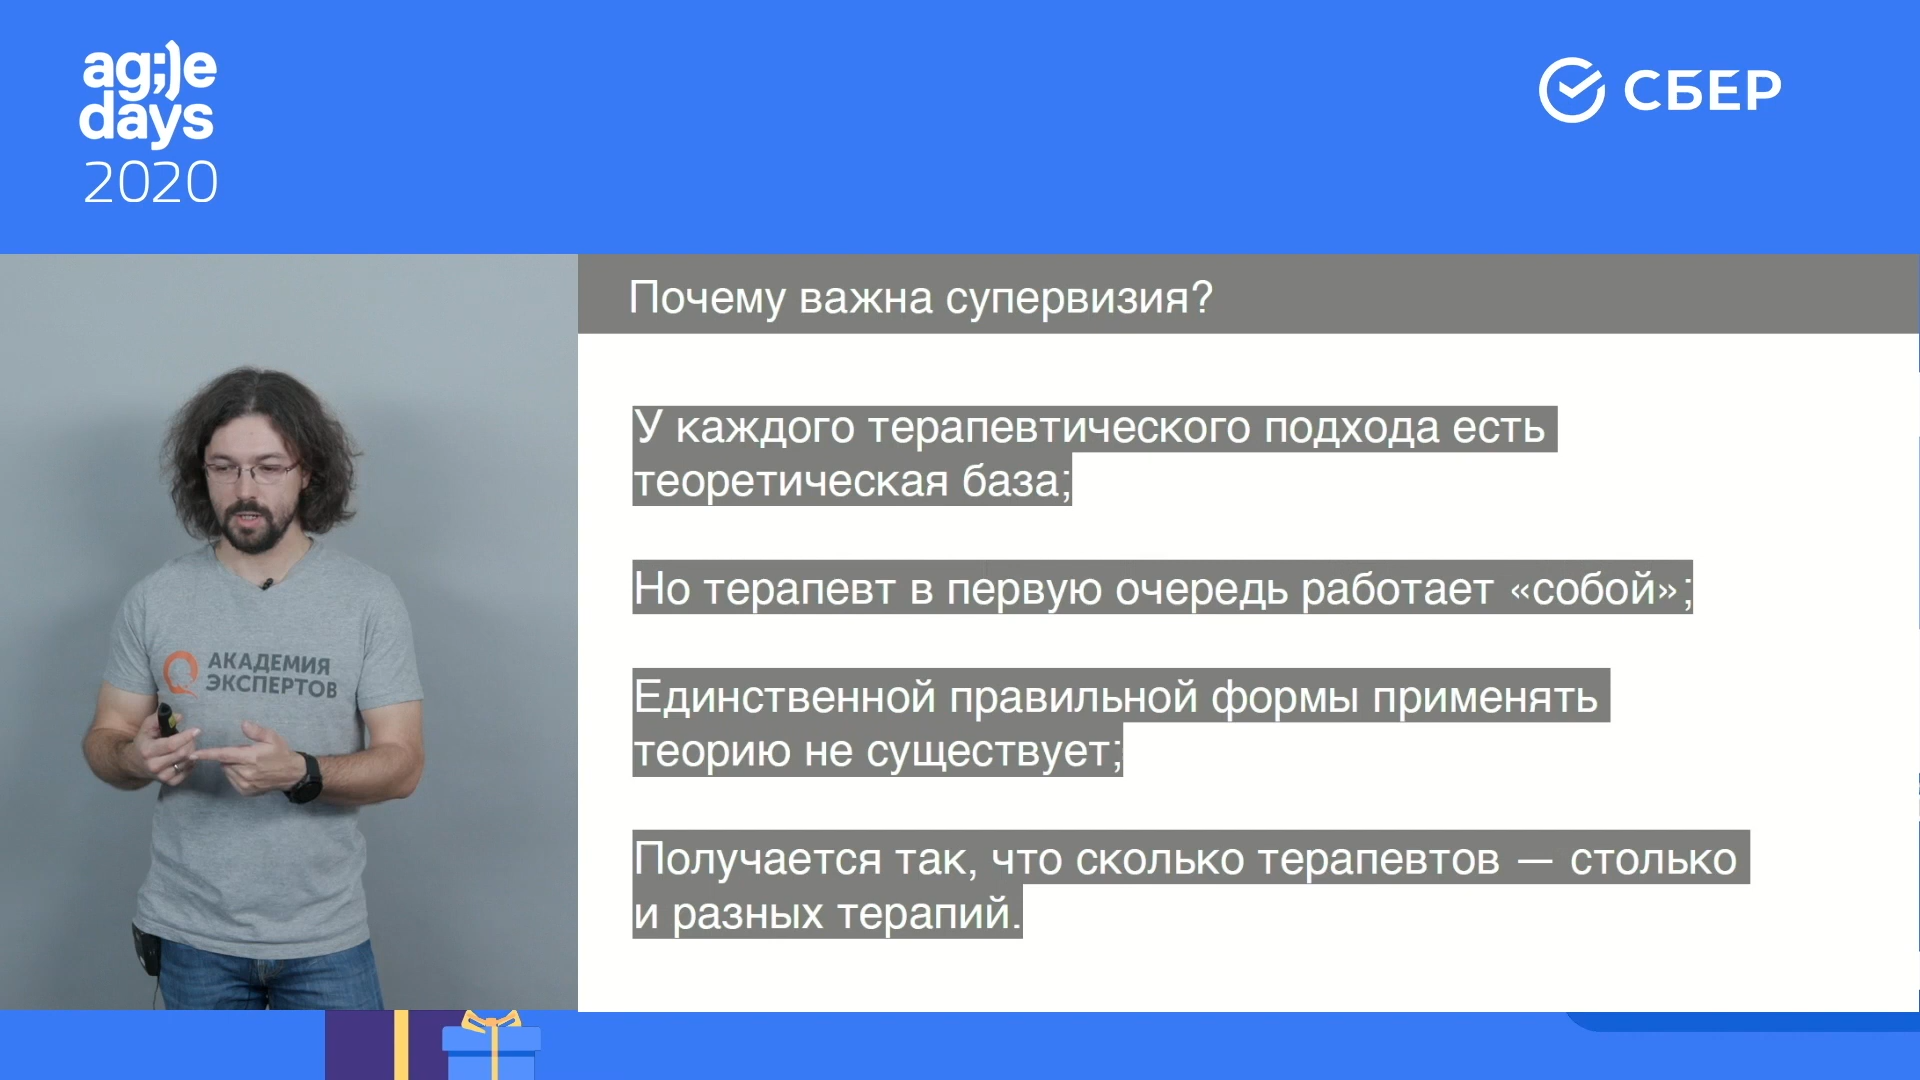 ag;le
days
2020
СБЕР
Почему важна супервизия?
У каждого терапевтического подхода есть
теоретическая база;
Но терапевт в первую очередь работает «собой»;
Единственной правильной формы применять
теорию не существует;
Получается так, что сколько терапевтов — столько
и разных терапий.
АКАДЕМИЯ
ЭКСПЕРТОВ